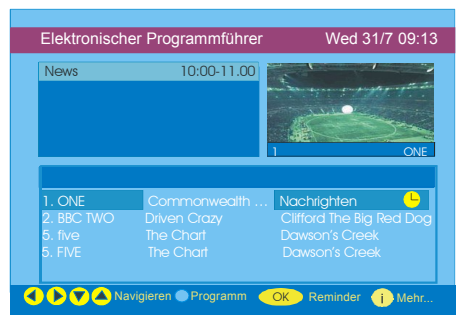 Elektronischer Programmführer Wed 31/7 09:13
News 10:00-11.00
1 ONE
1. ONE Commonwealth ... Nachrighten
2. BBC TWO Driven Crazy Clifford The Big Red Dog
5. five The Chart Dawson's Creek
5. FIVE The Chart Dawson's Creek
Navigieren Programm OK Reminder i Mehr...